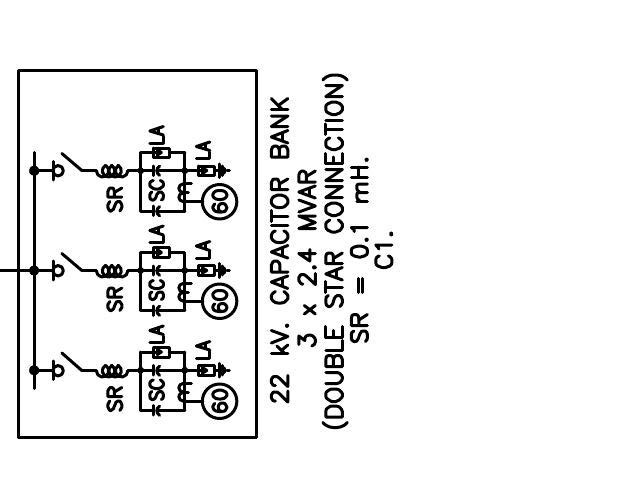 LA
LA
SR
SC
60
LA
LA
SR
SC
60
LA
LA
SR
SC
60
22 kV. CAPACITOR BANK
3 x 2.4 MVAR
(DOUBLE STAR CONNECTION)
SR = 0.1 mH.
C1.